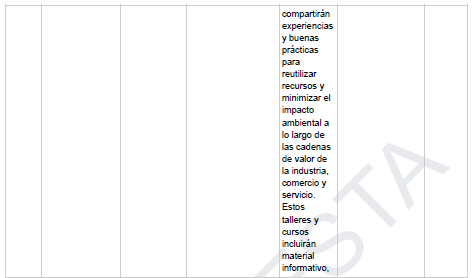 compartirán
experiencias
y buenas
prácticas
para
reutilizar
recursos y
minimizar el
impacto
ambiental a
lo largo de
las cadenas
de valor de
la industria,
comercio y
servicio.
Estos
talleres y
cursos
incluirán
material
informativo,
ESTA